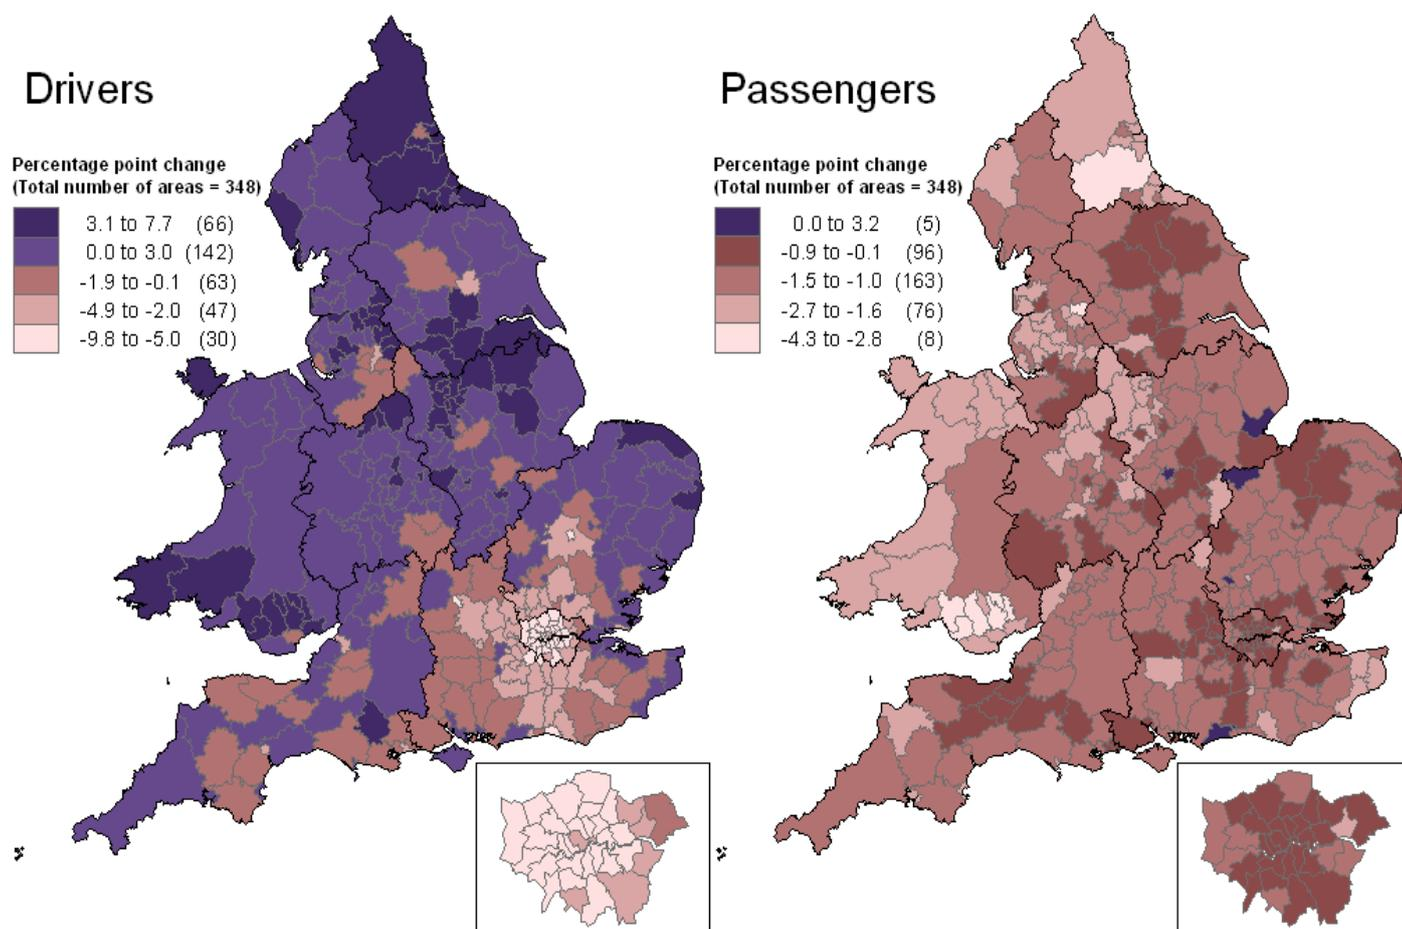 Drivers
Percentage point change
(Total number of areas = 348)
3.1 to 7.7 (66)
0.0 to 3.0 (142)
-1.9 to -0.1 (63)
-4.9 to -2.0 (47)
-9.8 to -5.0 (30)
Passengers
Percentage point change
(Total number of areas = 348)
0.0 to 3.2 (5)
-0.9 to -0.1 (96)
-1.5 to -1.0 (163)
-2.7 to -1.6 (76)
-4.3 to -2.8 (8)